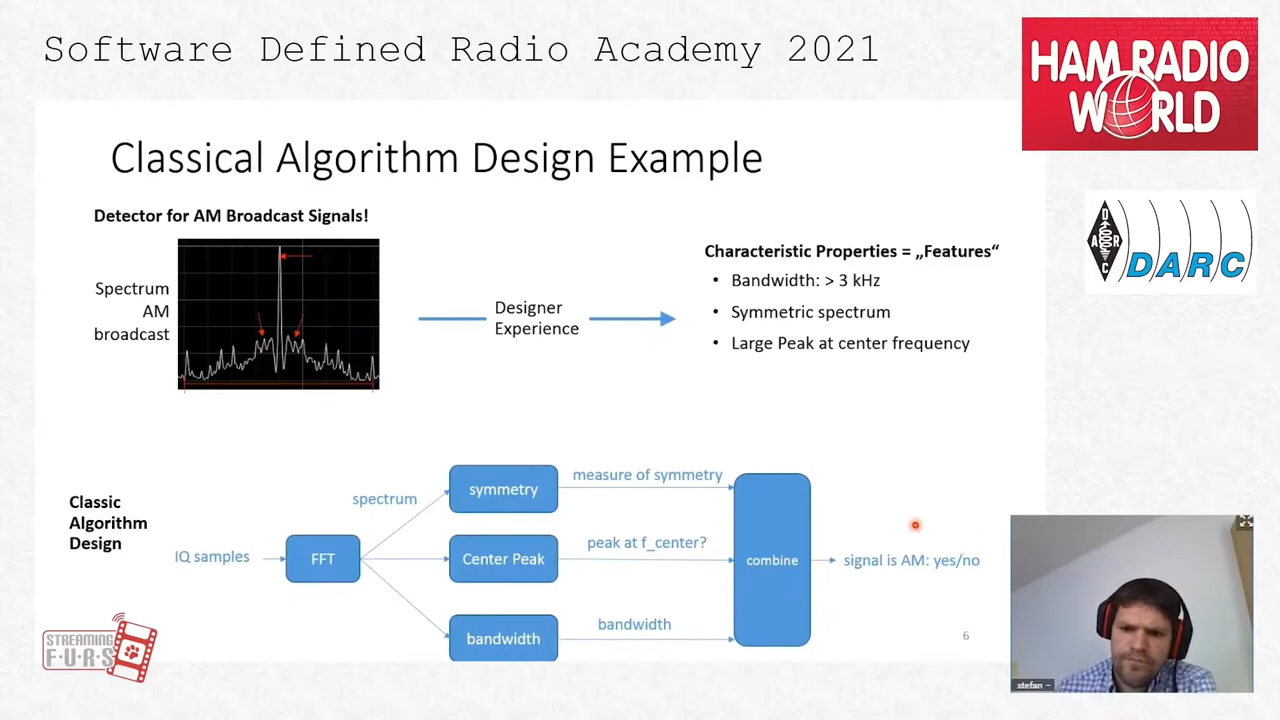 Software Defined Radio Academy 2021
HAM RADIO
WORLD
Classical Algorithm Design Example
Detector for AM Broadcast Signals!
Spectrum
AM
broadcast
Designer
Experience
Characteristic Properties = „Features“
• Bandwidth: > 3 kHz
• Symmetric spectrum
• Large Peak at center frequency
D
A R
C
DARC
Classic
Algorithm
Design
IQ samples
FFT
spectrum
symmetry
measure of symmetry
Center Peak
peak at f_center?
bandwidth
bandwidth
combine
signal is AM: yes/no
6
STREAMING
F·U·R·S
stefan ~